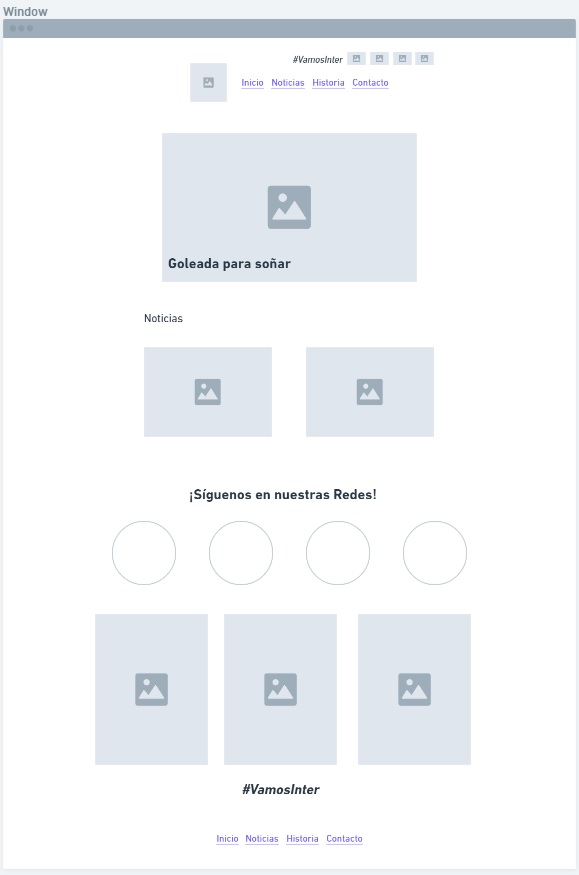 Window
#VamosInter
Inicio Noticias Historia Contacto
Goleada para soñar
Noticias
¡Síguenos en nuestras Redes!
#VamosInter
Inicio Noticias Historia Contacto